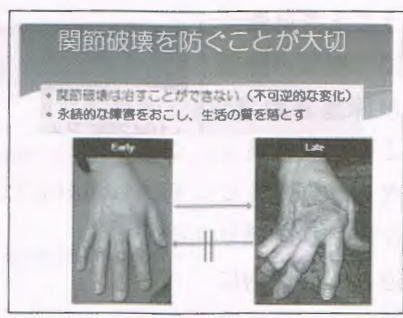 関節破壊を防ぐことが大切
• 関節破壊は治すことができない（不可逆的な変化）
• 永続的な障害をおこし、生活の質を落とす
Early
Late